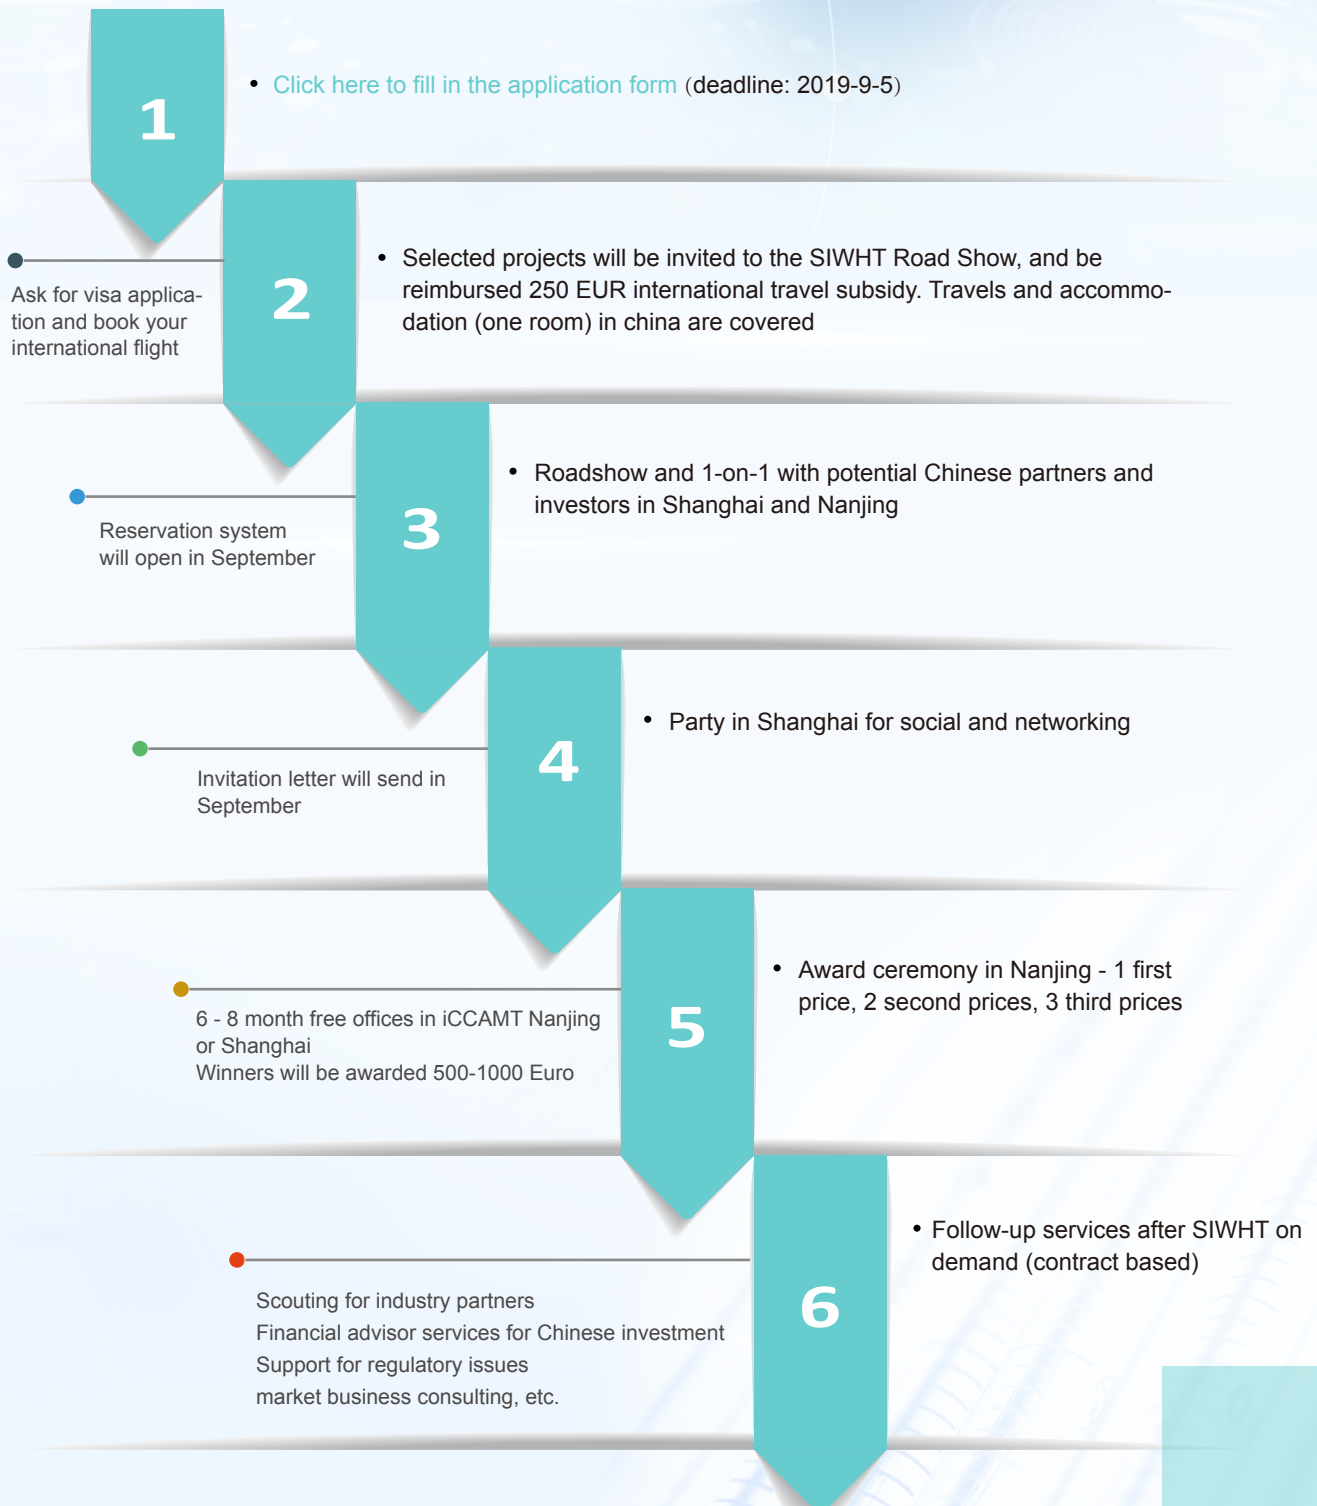 1
• Click here to fill in the application form (deadline: 2019-9-5)
2
• Selected projects will be invited to the SIWHT Road Show, and be
reimbursed 250 EUR international travel subsidy. Travels and accommo-
dation (one room) in china are covered
Ask for visa applica-
tion and book your
international flight
3
• Roadshow and 1-on-1 with potential Chinese partners and
investors in Shanghai and Nanjing
Reservation system
will open in September
4
• Party in Shanghai for social and networking
Invitation letter will send in
September
5
• Award ceremony in Nanjing - 1 first
price, 2 second prices, 3 third prices
6 - 8 month free offices in iCCAMT Nanjing
or Shanghai
Winners will be awarded 500-1000 Euro
6
• Follow-up services after SIWHT on
demand (contract based)
Scouting for industry partners
Financial advisor services for Chinese investment
Support for regulatory issues
market business consulting, etc.